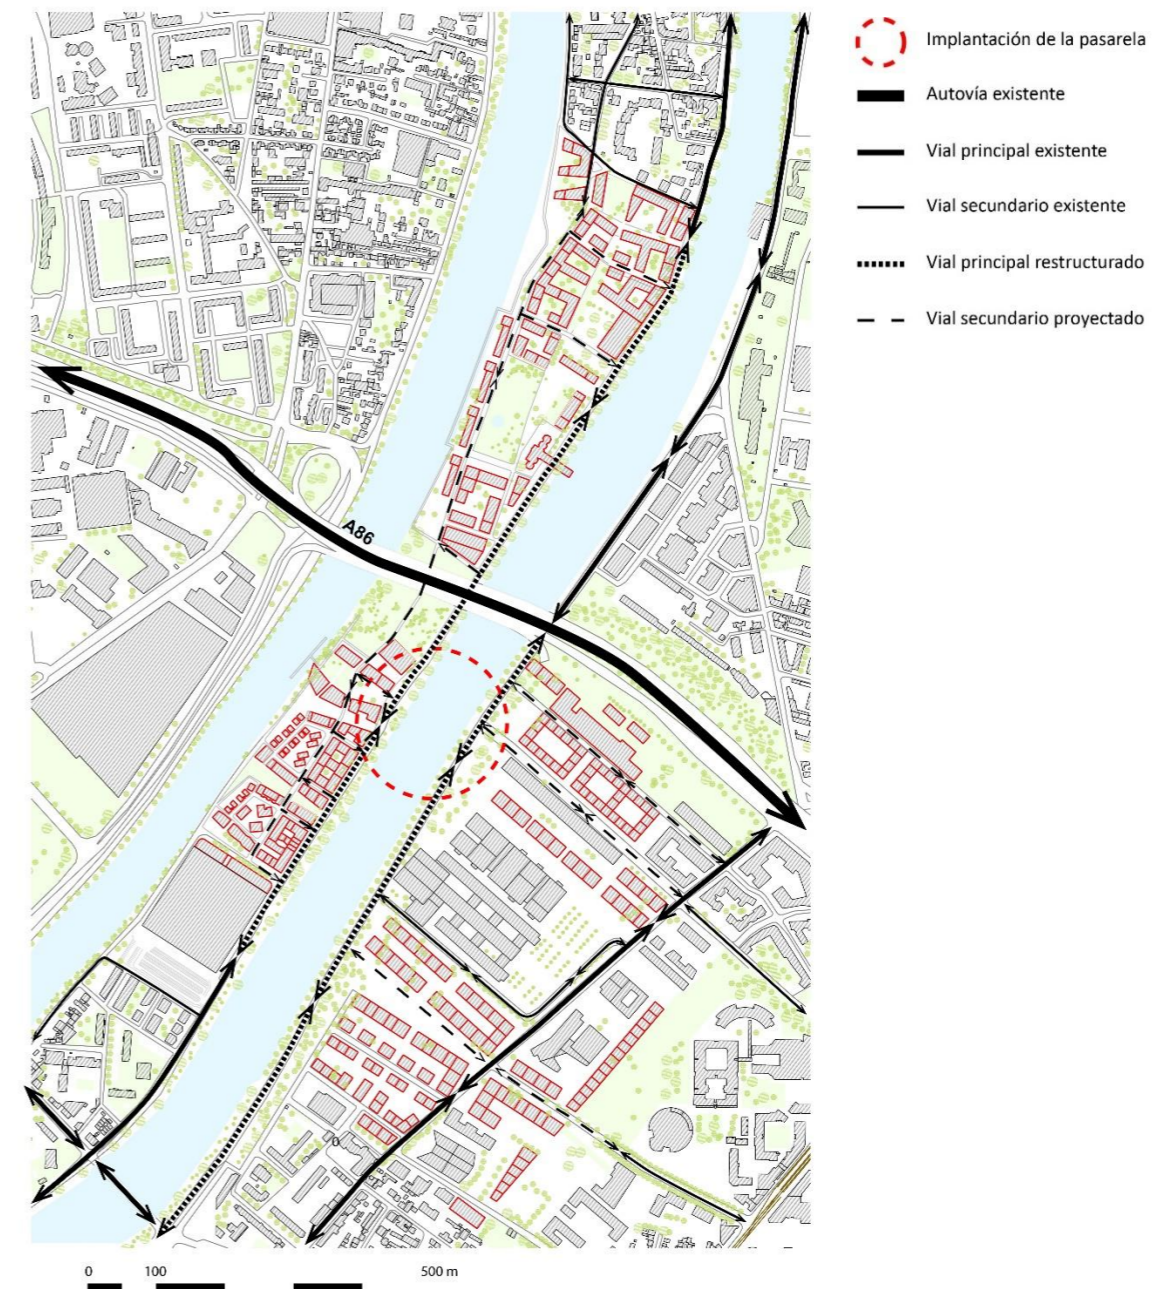 Implantación de la pasarela
Autovía existente
Vial principal existente
Vial secundario existente
Vial principal restructurado
Vial secundario proyectado
A86
0 100 500 m